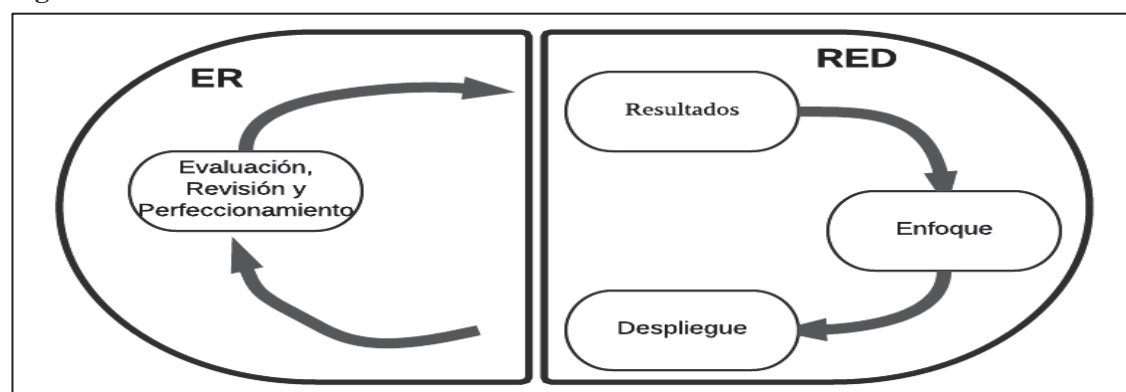 ER
Evaluación,
Revisión y
Perfeccionamiento
RED
Resultados
Enfoque
Despliegue